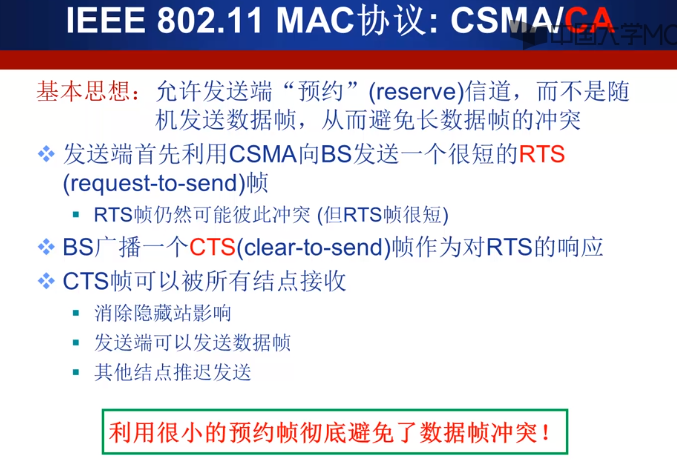 IEEE 802.11 MAC协议: CSMA/CA
中国大学MO
基本思想：允许发送端“预约”(reserve)信道，而不是随
机发送数据帧，从而避免长数据帧的冲突
发送端首先利用CSMA向BS发送一个很短的RTS
(request-to-send)帧
RTS帧仍然可能彼此冲突 (但RTS帧很短)
BS广播一个CTS(clear-to-send)帧作为对RTS的响应
CTS帧可以被所有结点接收
消除隐藏站影响
发送端可以发送数据帧
其他结点推迟发送
利用很小的预约帧彻底避免了数据帧冲突！